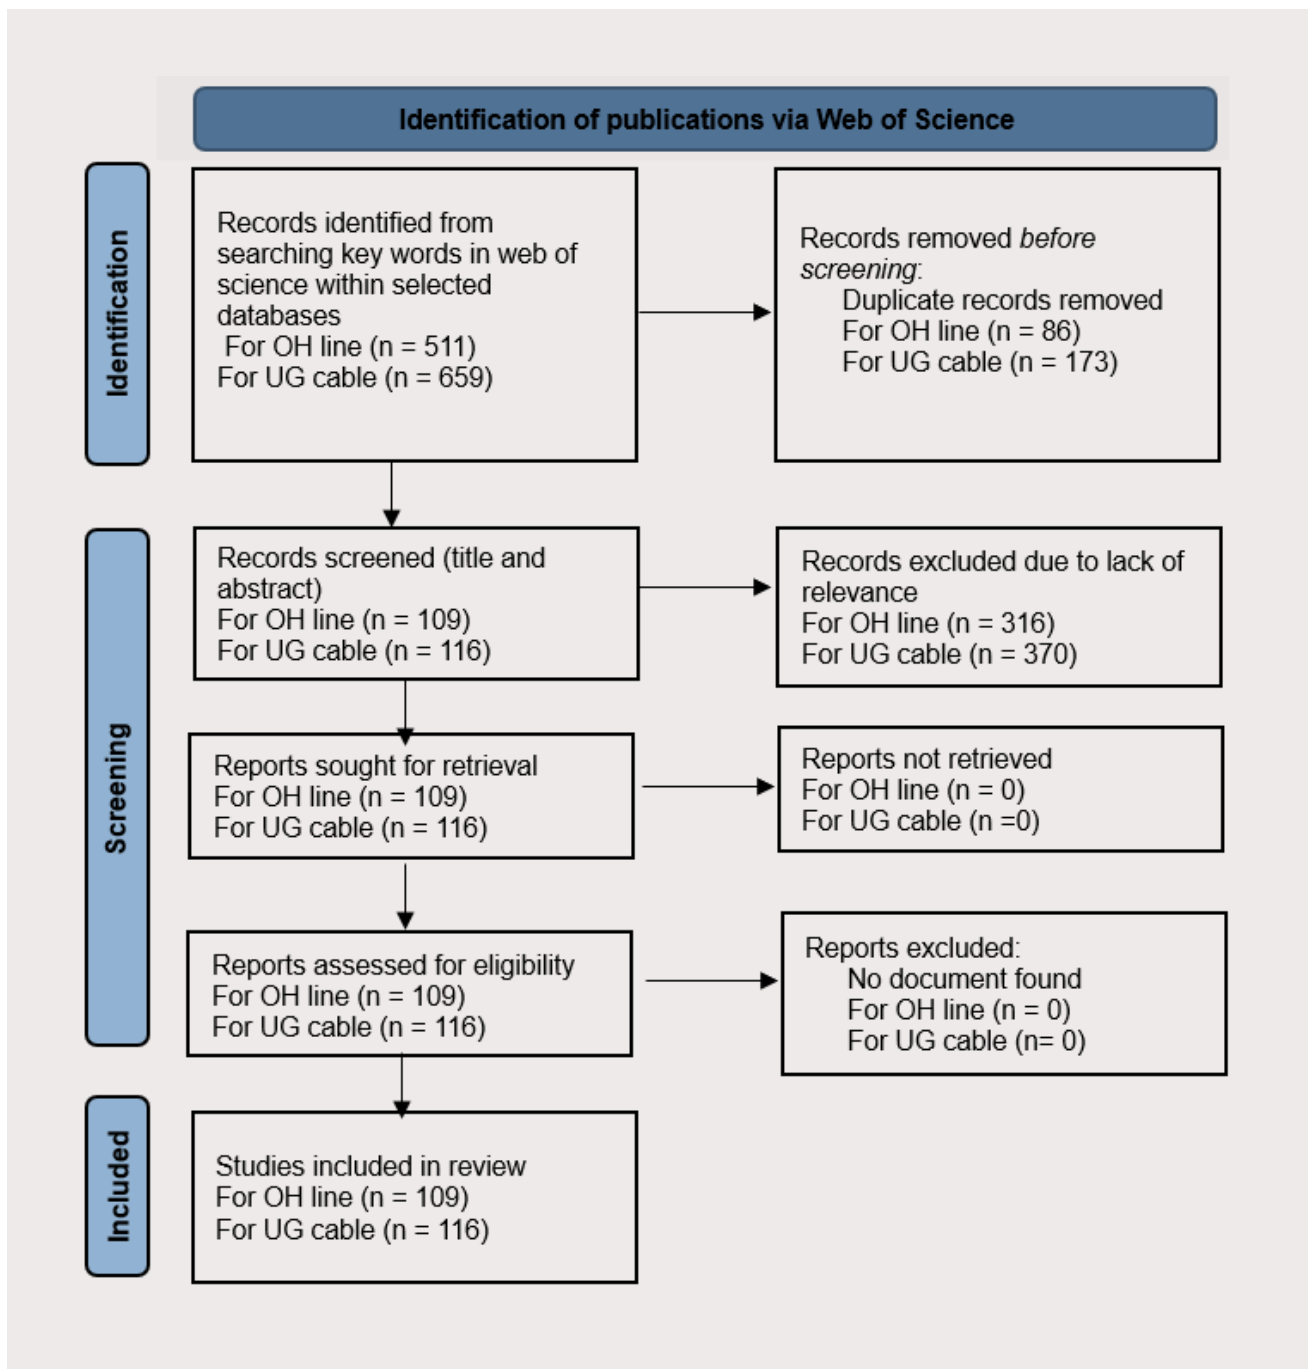 Identification of publications via Web of Science
Identification
Records identified from
searching key words in web of
science within selected
databases
For OH line (n = 511)
For UG cable (n = 659)
Records removed before
screening:
Duplicate records removed
For OH line (n = 86)
For UG cable (n = 173)
Screening
Records screened (title and
abstract)
For OH line (n = 109)
For UG cable (n = 116)
Records excluded due to lack of
relevance
For OH line (n = 316)
For UG cable (n = 370)
Reports sought for retrieval
For OH line (n = 109)
For UG cable (n = 116)
Reports not retrieved
For OH line (n = 0)
For UG cable (n =0)
Reports assessed for eligibility
For OH line (n = 109)
For UG cable (n = 116)
Reports excluded:
No document found
For OH line (n = 0)
For UG cable (n= 0)
Included
Studies included in review
For OH line (n = 109)
For UG cable (n = 116)